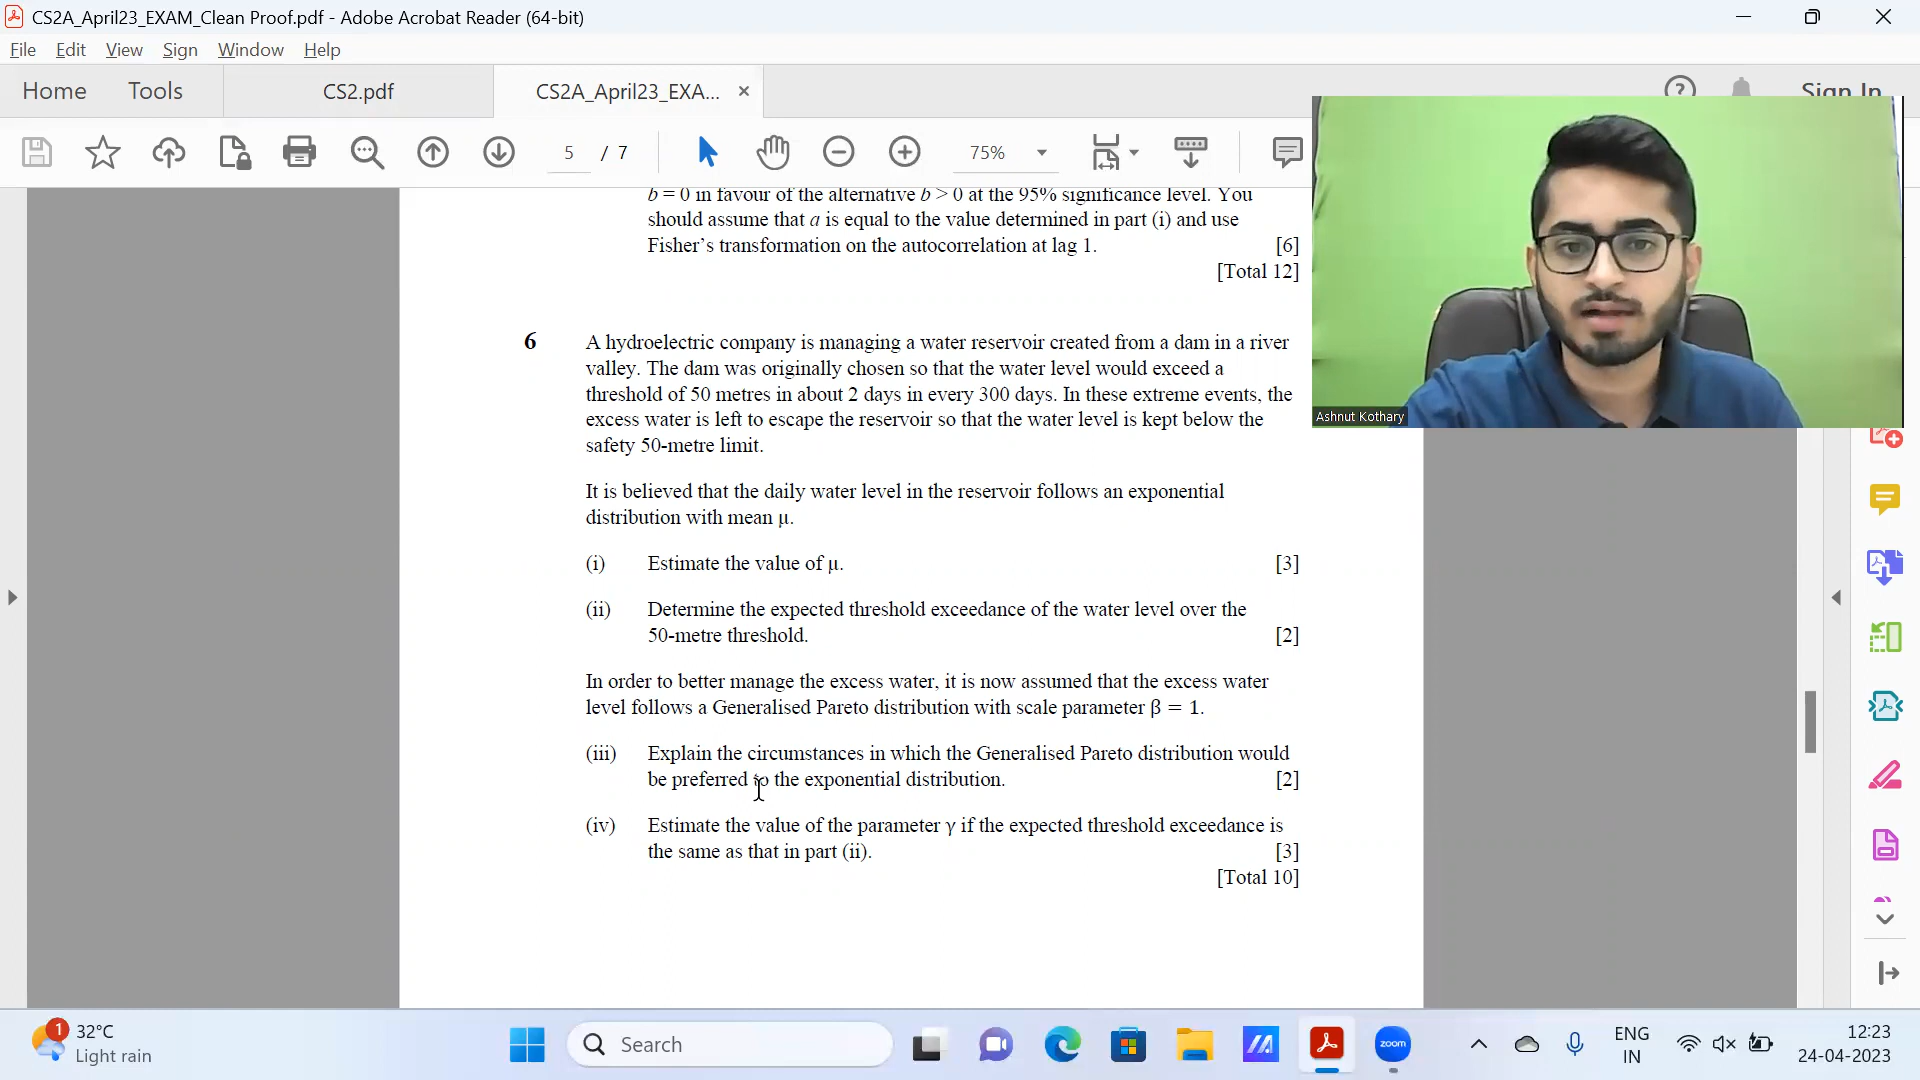 CS2A_April23_EXAM_Clean Proof.pdf - Adobe Acrobat Reader (64-bit)
File Edit View Sign Window Help
Home Tools CS2.pdf CS2A_April23_EXA... × Sign In
5 / 7 75%
b = 0 in favour of the alternative b > 0 at the 95% significance level. You
should assume that a is equal to the value determined in part (i) and use
Fisher's transformation on the autocorrelation at lag 1. [6]
[Total 12]
6 A hydroelectric company is managing a water reservoir created from a dam in a river
valley. The dam was originally chosen so that the water level would exceed a
threshold of 50 metres in about 2 days in every 300 days. In these extreme events, the
excess water is left to escape the reservoir so that the water level is kept below the
safety 50-metre limit.
It is believed that the daily water level in the reservoir follows an exponential
distribution with mean μ.
(i) Estimate the value of μ. [3]
(ii) Determine the expected threshold exceedance of the water level over the
50-metre threshold. [2]
In order to better manage the excess water, it is now assumed that the excess water
level follows a Generalised Pareto distribution with scale parameter β = 1.
(iii) Explain the circumstances in which the Generalised Pareto distribution would
be preferred to the exponential distribution. [2]
(iv) Estimate the value of the parameter γ if the expected threshold exceedance is
the same as that in part (ii). [3]
[Total 10]
Ashnut Kothary
1
32°C
Light rain
Search
zoom
ENG
IN
12:23
24-04-2023